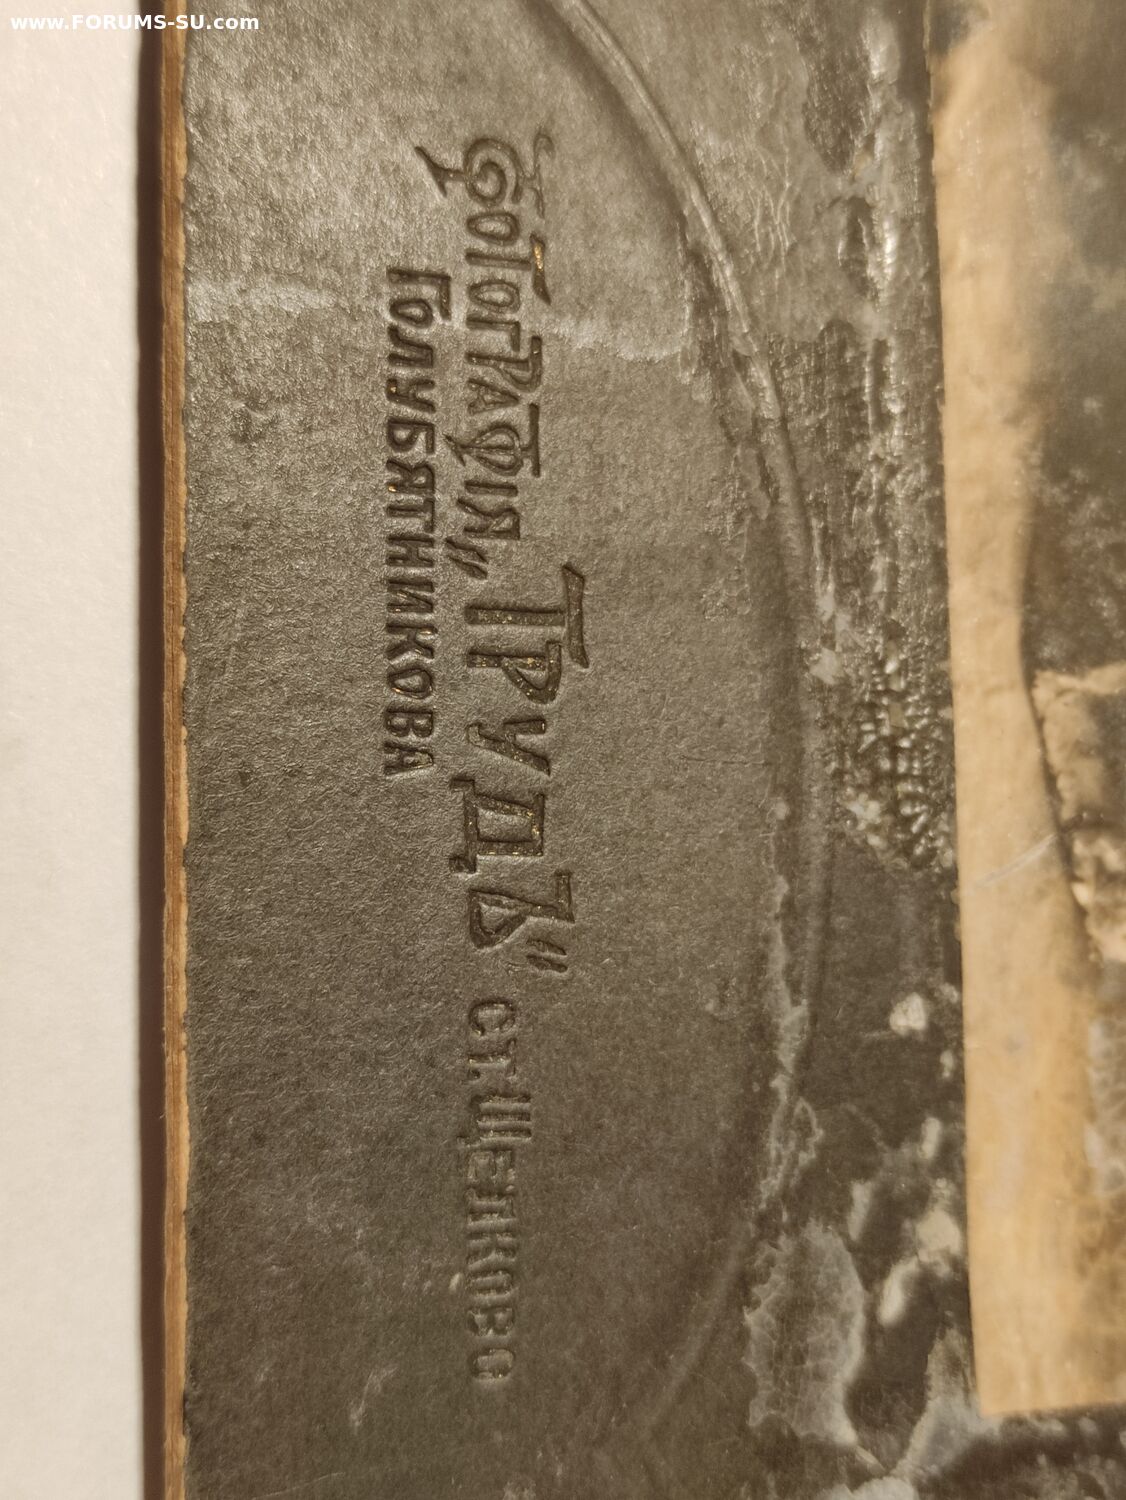 www.FORUMS-SU.com
Фотографія „Трудъ" ст. Щелково
Голубятникова